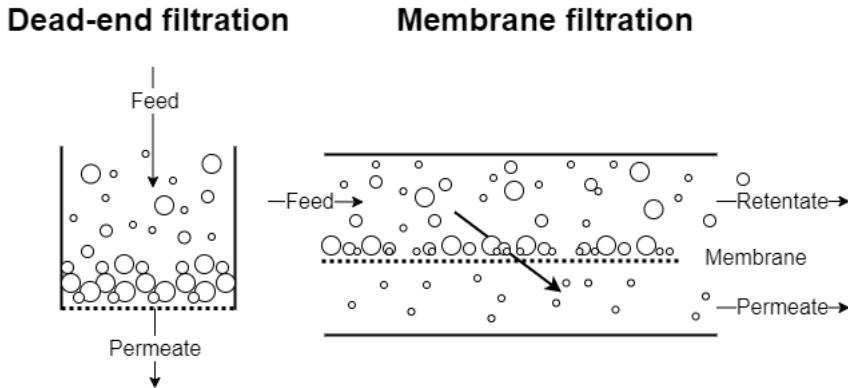 Dead-end filtration
Membrane filtration
Feed
Permeate
Feed
Retentate
Membrane
Permeate